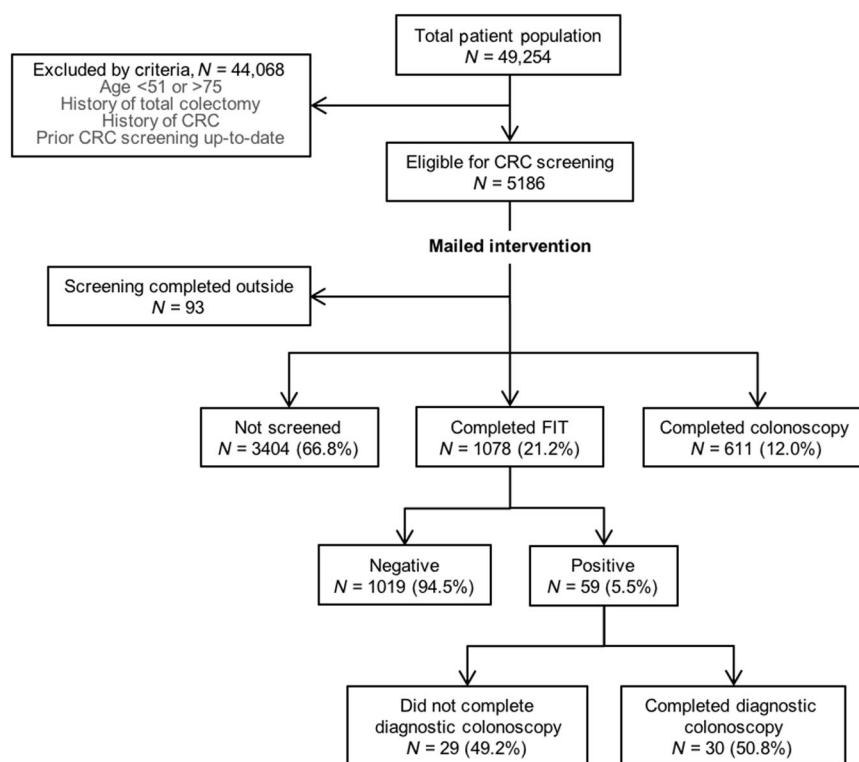 Total patient population
N = 49,254
Excluded by criteria, N = 44,068
Age <51 or >75
History of total colectomy
History of CRC
Prior CRC screening up-to-date
Eligible for CRC screening
N = 5186
Mailed intervention
Screening completed outside
N = 93
Not screened
N = 3404 (66.8%)
Completed FIT
N = 1078 (21.2%)
Completed colonoscopy
N = 611 (12.0%)
Negative
N = 1019 (94.5%)
Positive
N = 59 (5.5%)
Did not complete
diagnostic colonoscopy
N = 29 (49.2%)
Completed diagnostic
colonoscopy
N = 30 (50.8%)